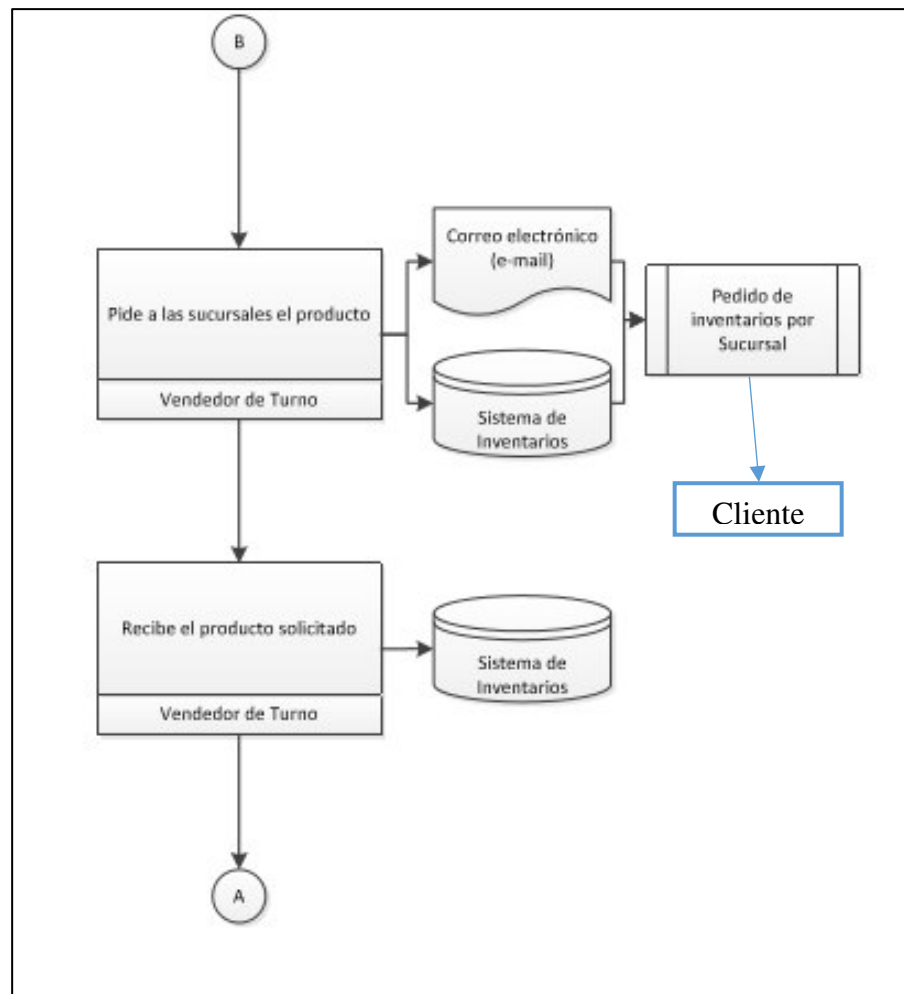 B
Pide a las sucursales el producto
Vendedor de Turno
Correo electrónico
(e-mail)
Sistema de
Inventarios
Pedido de
inventarios por
Sucursal
Cliente
Recibe el producto solicitado
Vendedor de Turno
Sistema de
Inventarios
A